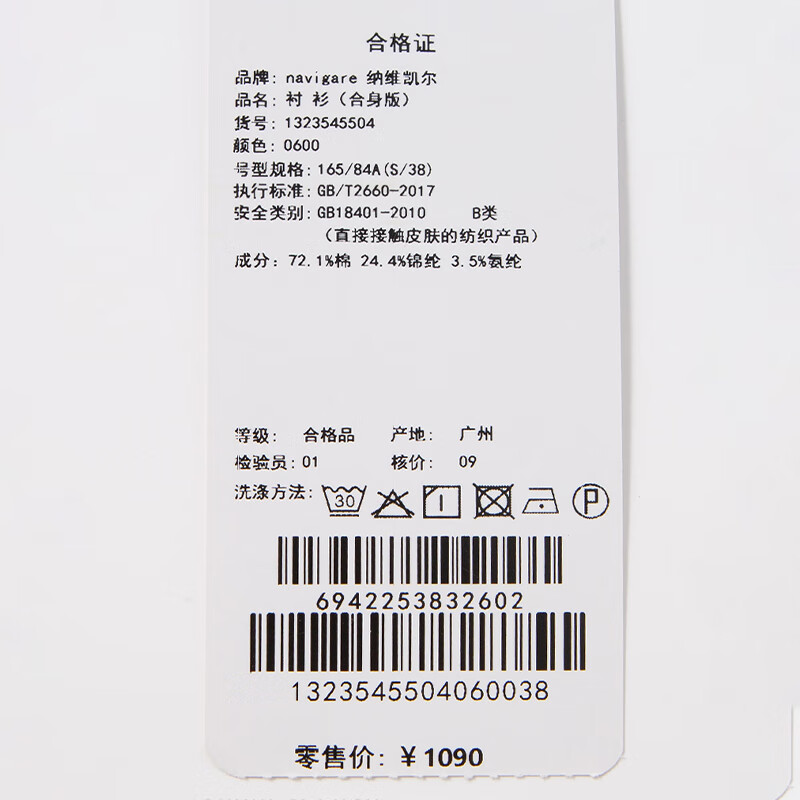 合格证
品牌: navigare 纳维凯尔
品名: 衬 衫（合身版）
货号: 1323545504
颜色: 0600
号型规格: 165/84A(S/38)
执行标准: GB/T2660-2017
安全类别: GB18401-2010 B类
（直接接触皮肤的纺织产品）
成分: 72.1%棉 24.4%锦纶 3.5%氨纶
等级: 合格品 产地: 广州
检验员: 01 核价: 09
洗涤方法: 30 P
6942253832602
1323545504060038
零售价: ¥1090